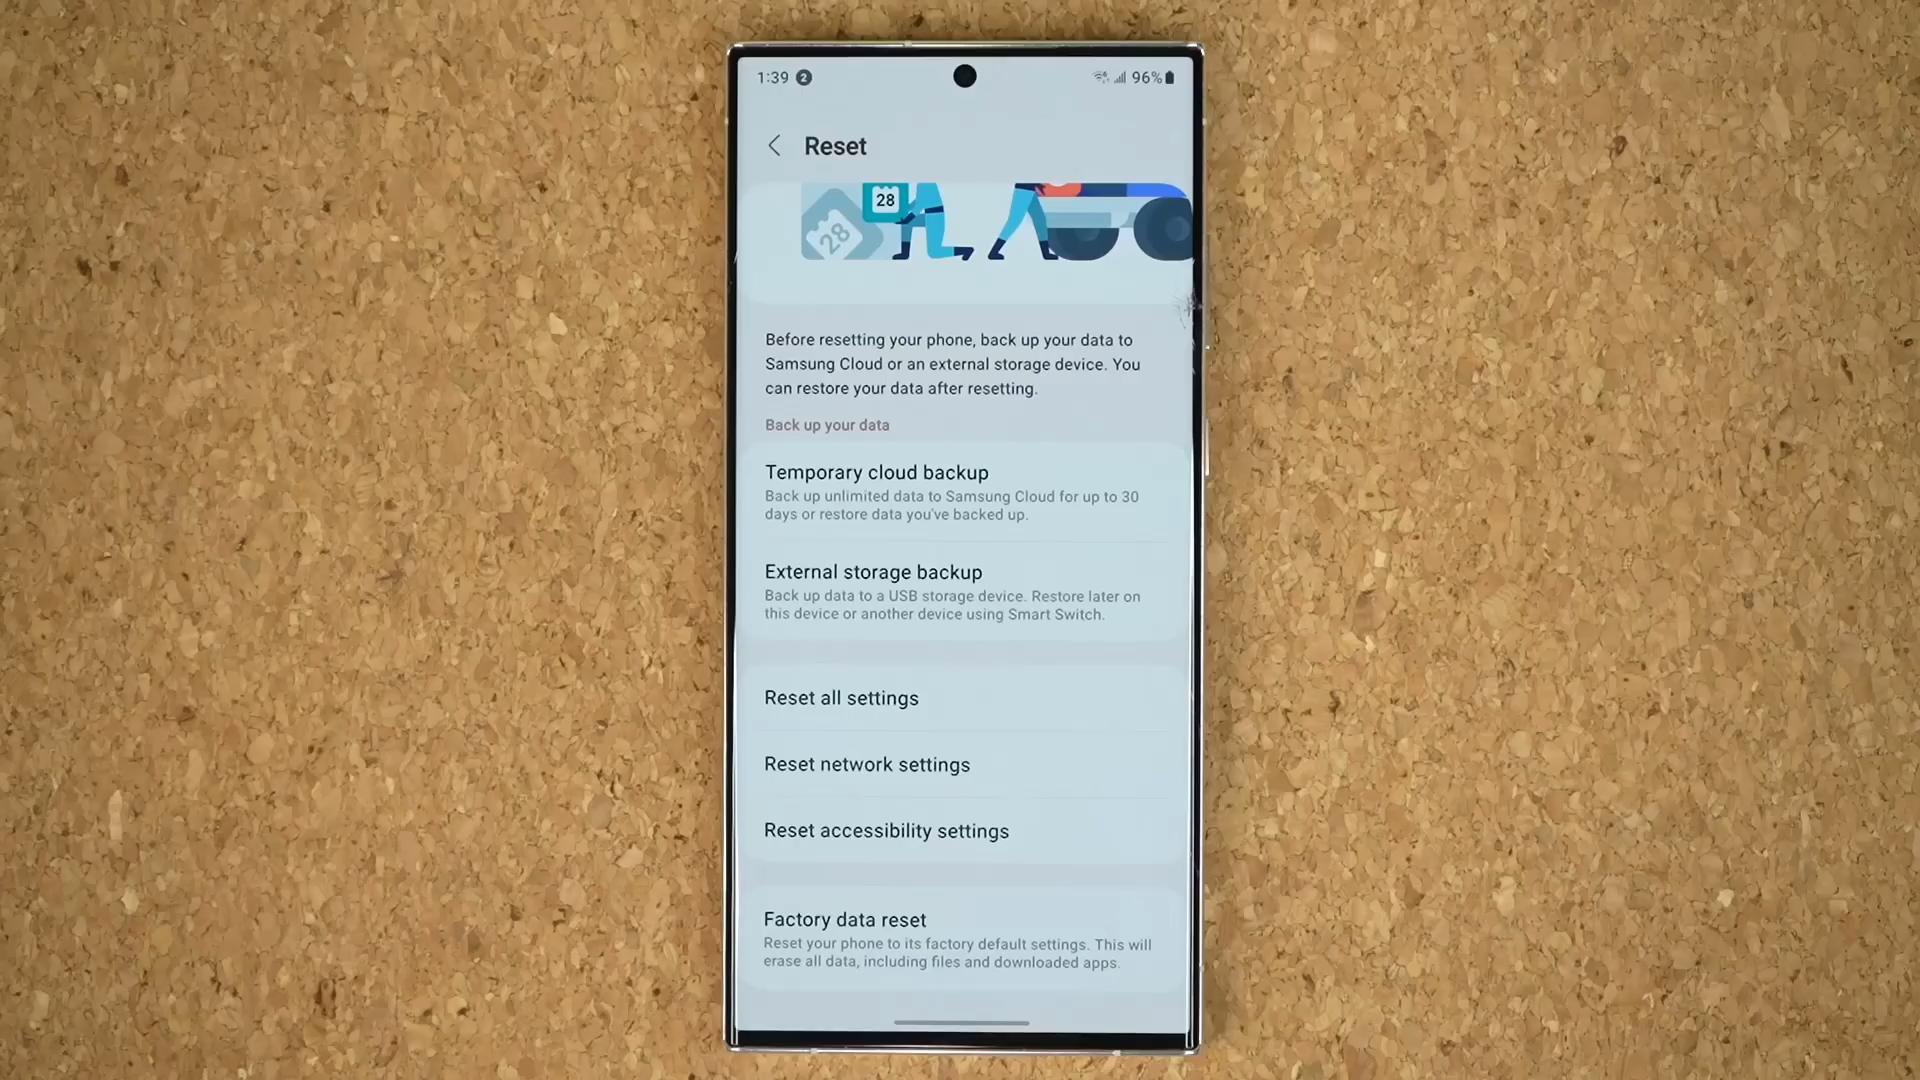 1:39 2 96%
Reset
28
28
Before resetting your phone, back up your data to
Samsung Cloud or an external storage device. You
can restore your data after resetting.
Back up your data
Temporary cloud backup
Back up unlimited data to Samsung Cloud for up to 30
days or restore data you've backed up.
External storage backup
Back up data to a USB storage device. Restore later on
this device or another device using Smart Switch.
Reset all settings
Reset network settings
Reset accessibility settings
Factory data reset
Reset your phone to its factory default settings. This will
erase all data, including files and downloaded apps.